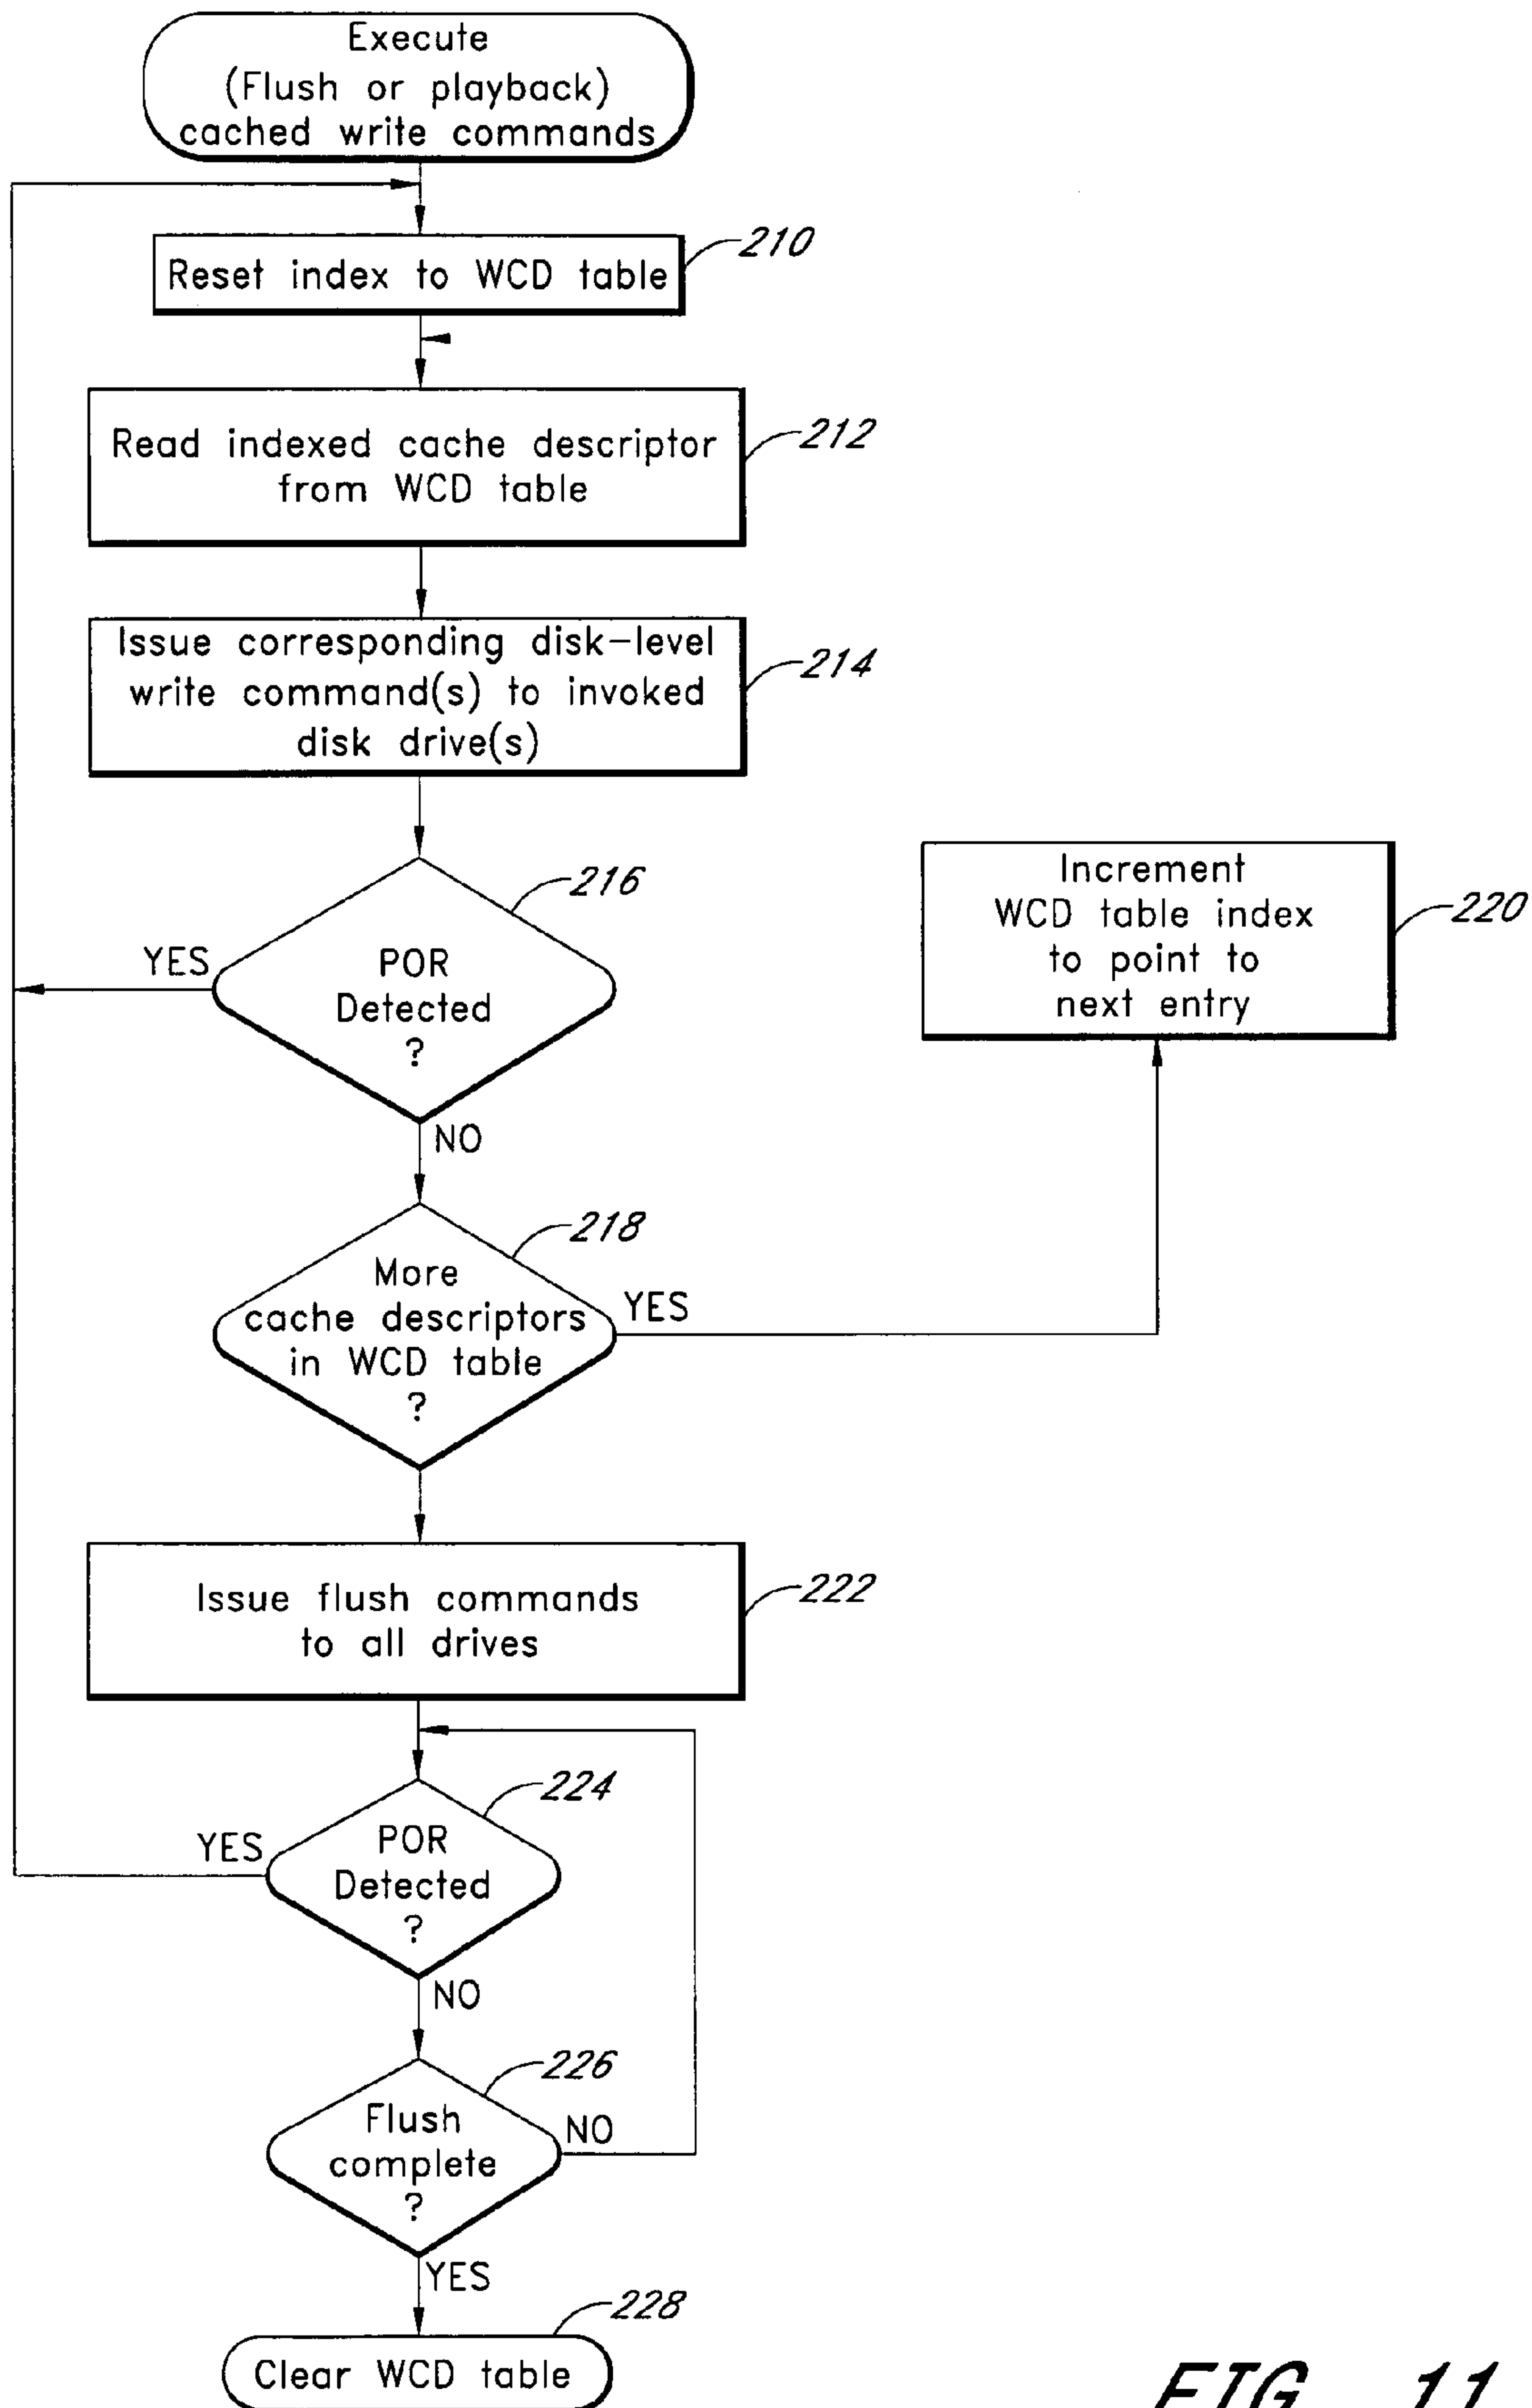 Execute
(Flush or playback)
cached write commands
210
Reset index to WCD table
212
Read indexed cache descriptor
from WCD table
214
Issue corresponding disk-level
write command(s) to invoked
disk drive(s)
216
YES
POR
Detected
?
NO
220
Increment
WCD table index
to point to
next entry
218
More
cache descriptors
in WCD table
?
YES
222
Issue flush commands
to all drives
224
YES
POR
Detected
?
NO
226
Flush
complete
?
NO
YES
228
Clear WCD table
FIG. 11